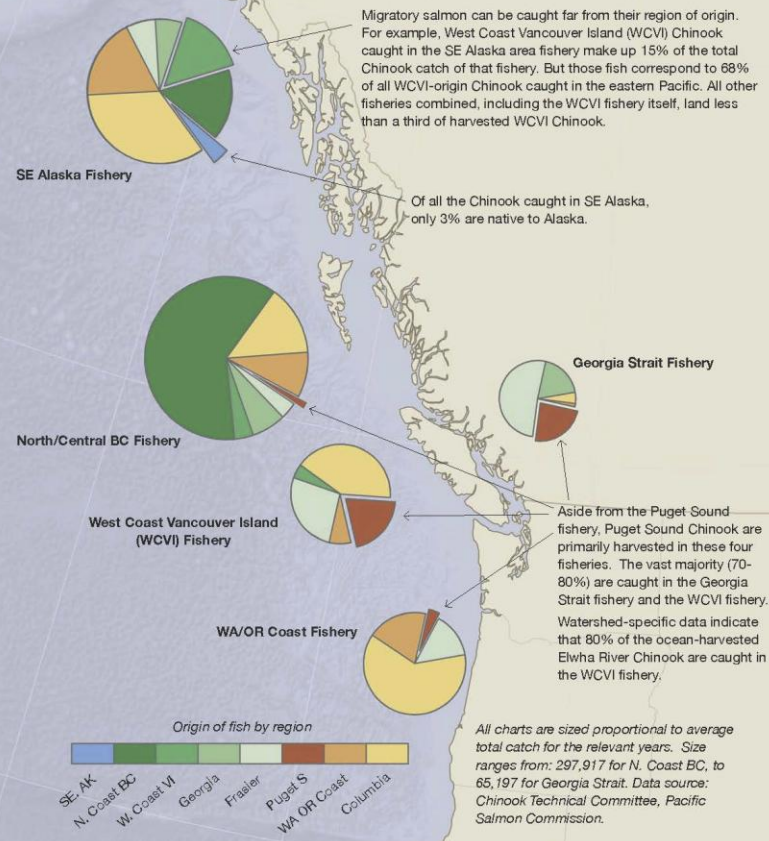 Migratory salmon can be caught far from their region of origin.
For example, West Coast Vancouver Island (WCVI) Chinook
caught in the SE Alaska area fishery make up 15% of the total
Chinook catch of that fishery. But those fish correspond to 68%
of all WCVI-origin Chinook caught in the eastern Pacific. All other
fisheries combined, including the WCVI fishery itself, land less
than a third of harvested WCVI Chinook.
SE Alaska Fishery
Of all the Chinook caught in SE Alaska,
only 3% are native to Alaska.
Georgia Strait Fishery
North/Central BC Fishery
West Coast Vancouver Island
(WCVI) Fishery
Aside from the Puget Sound
fishery, Puget Sound Chinook are
primarily harvested in these four
fisheries. The vast majority (70-
80%) are caught in the Georgia
Strait fishery and the WCVI fishery.
Watershed-specific data indicate
that 80% of the ocean-harvested
Elwha River Chinook are caught in
the WCVI fishery.
WA/OR Coast Fishery
Origin of fish by region
SE. AK
N. Coast BC
W. Coast VI
Georgia
Frasier
Puget S
WA OR Coast
Columbia
All charts are sized proportional to average
total catch for the relevant years. Size
ranges from: 297,917 for N. Coast BC, to
65,197 for Georgia Strait. Data source:
Chinook Technical Committee, Pacific
Salmon Commission.